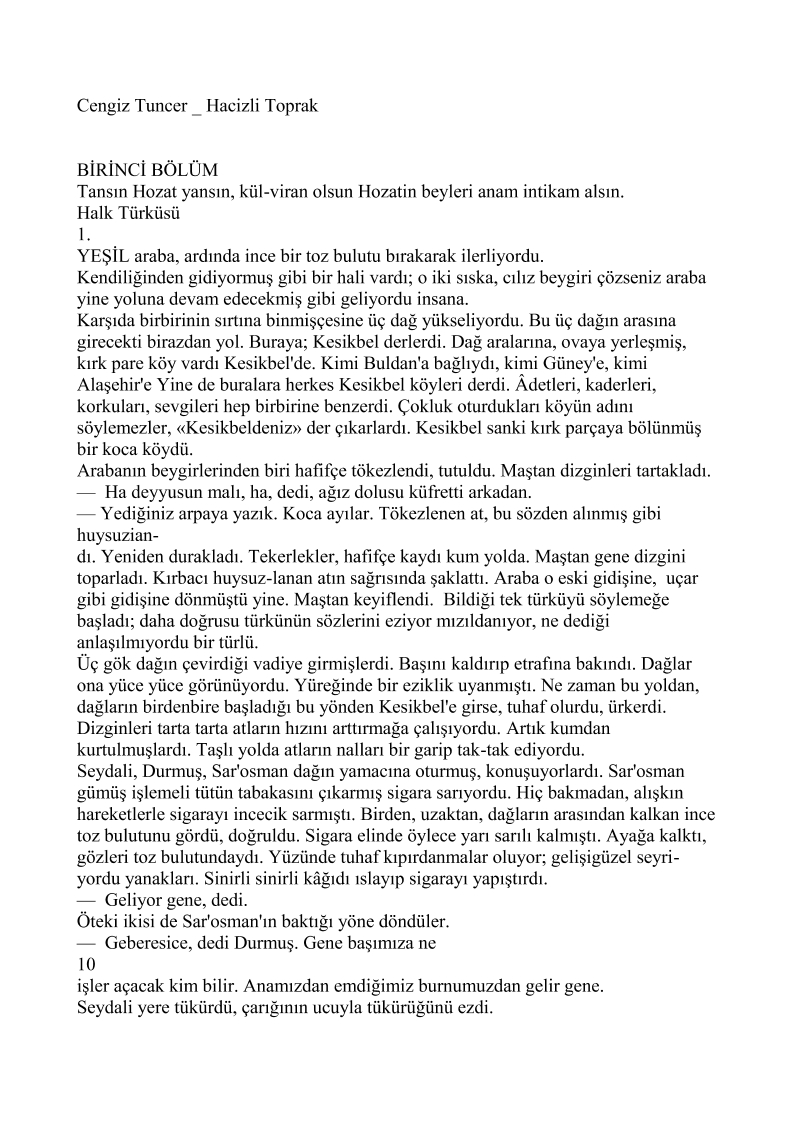 Cengiz Tuncer _ Hacizli Toprak
BİRİNCİ BÖLÜM
Tansın Hozat yansın, kül-viran olsun Hozatin beyleri anam intikam alsın.
Halk Türküsü
1.
YEŞİL araba, ardında ince bir toz bulutu bırakarak ilerliyordu.
Kendiliğinden gidiyormuş gibi bir hali vardı; o iki sıska, cılız beygiri çözseniz araba
yine yoluna devam edecekmiş gibi geliyordu insana.
Karşıda birbirinin sırtına binmişçesine üç dağ yükseliyordu. Bu üç dağın arasına
girecekti birazdan yol. Buraya; Kesikbel derlerdi. Dağ aralarına, ovaya yerleşmiş,
kırk pare köy vardı Kesikbel'de. Kimi Buldan'a bağlıydı, kimi Güney'e, kimi
Alaşehir'e Yine de buralara herkes Kesikbel köyleri derdi. Âdetleri, kaderleri,
korkuları, sevgileri hep birbirine benzerdi. Çokluk oturdukları köyün adını
söylemezler, «Kesikbeldeniz» der çıkarlardı. Kesikbel sanki kırk parçaya bölünmüş
bir koca köydü.
Arabanın beygirlerinden biri hafifçe tökezlendi, tutuldu. Maştan dizginleri tartakladı.
— Ha deyyusun malı, ha, dedi, ağız dolusu küfretti arkadan.
— Yediğiniz arpaya yazık. Koca ayılar. Tökezlenen at, bu sözden alınmış gibi
huysuzian-
dı. Yeniden durakladı. Tekerlekler, hafifçe kaydı kum yolda. Maştan gene dizgini
toparladı. Kırbacı huysuz-lanan atın sağrısında şaklattı. Araba o eski gidişine, uçar
gibi gidişine dönmüştü yine. Maştan keyiflendi. Bildiği tek türküyü söylemeğe
başladı; daha doğrusu türkünün sözlerini eziyor mızıldanıyor, ne dediği
anlaşılmıyordu bir türlü.
Üç gök dağın çevirdiği vadiye girmişlerdi. Başını kaldırıp etrafına bakındı. Dağlar
ona yüce yüce görünüyordu. Yüreğinde bir eziklik uyanmıştı. Ne zaman bu yoldan,
dağların birdenbire başladığı bu yönden Kesikbel'e girse, tuhaf olurdu, ürkerdi.
Dizginleri tarta tarta atların hızını arttırmağa çalışıyordu. Artık kumdan
kurtulmuşlardı. Taşlı yolda atların nalları bir garip tak-tak ediyordu.
Seydali, Durmuş, Sar'osman dağın yamacına oturmuş, konuşuyorlardı. Sar'osman
gümüş işlemeli tütün tabakasını çıkarmış sigara sarıyordu. Hiç bakmadan, alışkın
hareketlerle sigarayı incecik sarmıştı. Birden, uzaktan, dağların arasından kalkan ince
toz bulutunu gördü, doğruldu. Sigara elinde öylece yarı sarılı kalmıştı. Ayağa kalktı,
gözleri toz bulutundaydı. Yüzünde tuhaf kıpırdanmalar oluyor; gelişigüzel seyri-
yordu yanakları. Sinirli sinirli kâğıdı ıslayıp sigarayı yapıştırdı.
— Geliyor gene, dedi.
Öteki ikisi de Sar'osman'ın baktığı yöne döndüler.
— Geberesice, dedi Durmuş. Gene başımıza ne
10
işler açacak kim bilir. Anamızdan emdiğimiz burnumuzdan gelir gene.
Seydali yere tükürdü, çarığının ucuyla tükürüğünü ezdi.